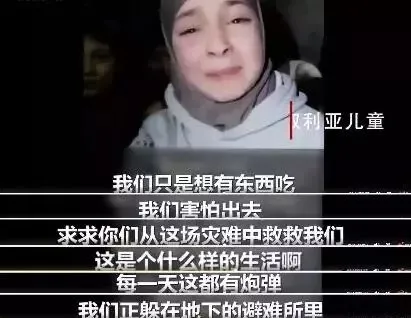 叙利亚儿童
我们只是想有东西吃
我们害怕出去
求求你们从这场灾难中救救我们
这是个什么样的生活啊
每一天这都有炮弹
我们正躲在地下的避难所里